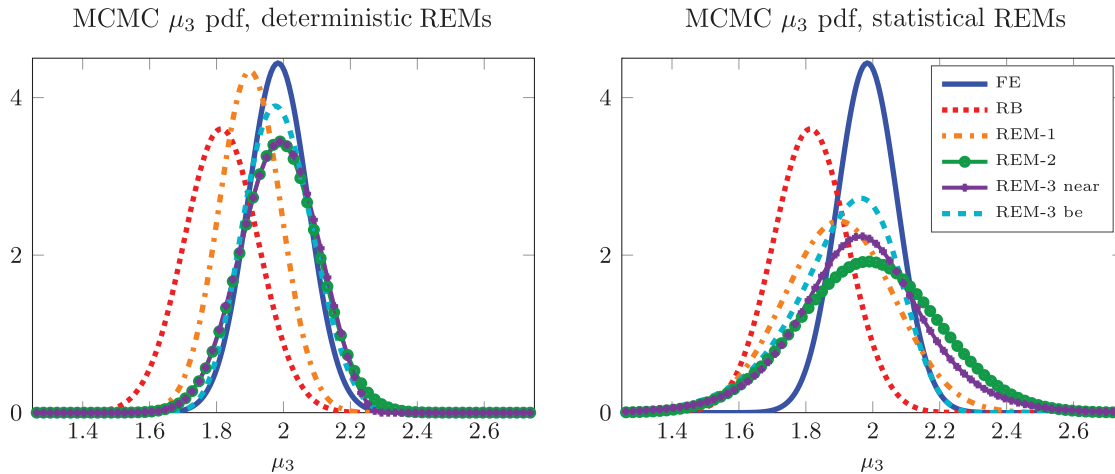 MCMC μ₃ pdf, deterministic REMs
4
2
0
1.4 1.6 1.8 2 2.2 2.4 2.6
μ₃
MCMC μ₃ pdf, statistical REMs
FE
RB
REM-1
REM-2
REM-3 near
REM-3 be
4
2
0
1.4 1.6 1.8 2 2.2 2.4 2.6
μ₃